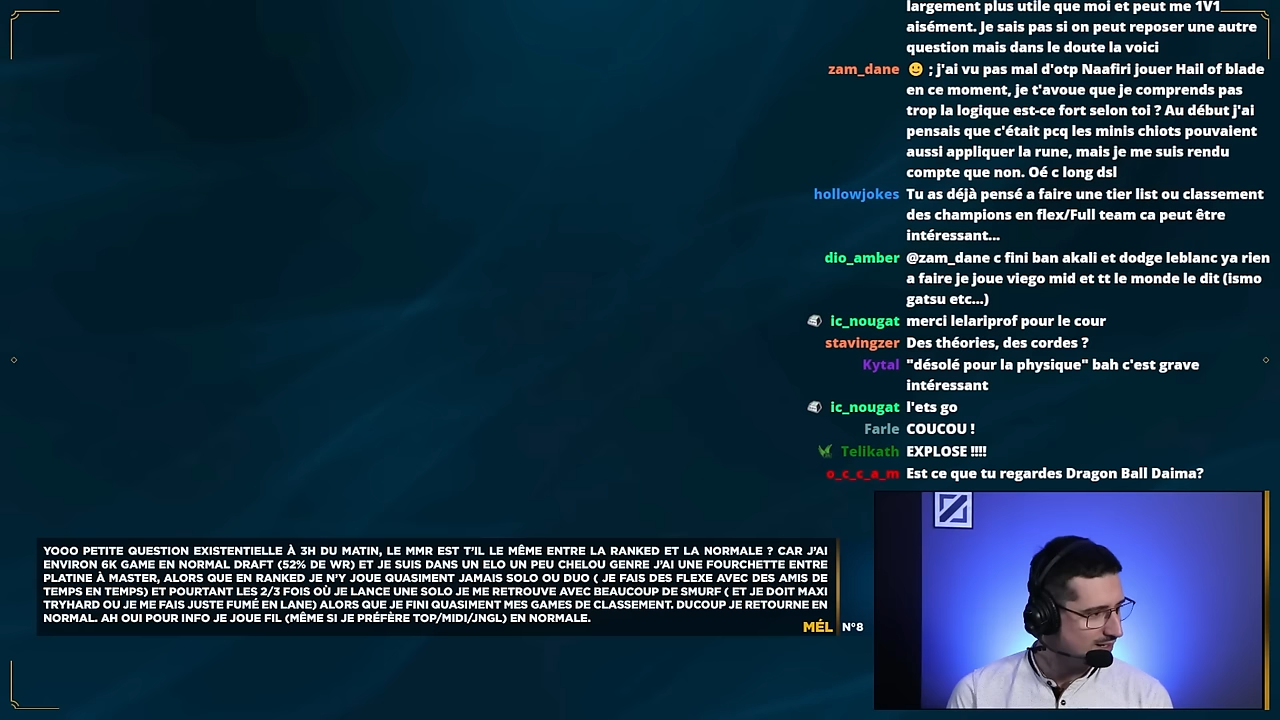 largement plus utile que moi et peut me 1V1
aisément. Je sais pas si on peut reposer une autre
question mais dans le doute la voici
zam_dane 🙂 ; j'ai vu pas mal d'otp Naafiri jouer Hail of blade
en ce moment, je t'avoue que je comprends pas
trop la logique est-ce fort selon toi ? Au début j'ai
pensais que c'était pcq les minis chiots pouvaient
aussi appliquer la rune, mais je me suis rendu
compte que non. Oé c long dsl
hollowjokes Tu as déjà pensé a faire une tier list ou classement
des champions en flex/Full team ca peut être
intéressant...
dio_amber @zam_dane c fini ban akali et dodge leblanc ya rien
a faire je joue viego mid et tt le monde le dit (ismo
gatsu etc...)
ic_nougat merci lelariprof pour le cour
stavingzer Des théories, des cordes ?
Kytal "désolé pour la physique" bah c'est grave
intéressant
ic_nougat l'ets go
Farle COUCOU !
Telikath EXPLOSE !!!!
o_c_c_a_m Est ce que tu regardes Dragon Ball Daima?
YOOO PETITE QUESTION EXISTENTIELLE À 3H DU MATIN, LE MMR EST T'IL LE MÊME ENTRE LA RANKED ET LA NORMALE ? CAR J'AI
ENVIRON 6K GAME EN NORMAL DRAFT (52% DE WR) ET JE SUIS DANS UN ELO UN PEU CHELOU GENRE J'AI UNE FOURCHETTE ENTRE
PLATINE À MASTER, ALORS QUE EN RANKED JE N'Y JOUE QUASIMENT JAMAIS SOLO OU DUO ( JE FAIS DES FLEXE AVEC DES AMIS DE
TEMPS EN TEMPS) ET POURTANT LES 2/3 FOIS OÙ JE LANCE UNE SOLO JE ME RETROUVE AVEC BEAUCOUP DE SMURF ( ET JE DOIT MAXI
TRYHARD OU JE ME FAIS JUSTE FUMÉ EN LANE) ALORS QUE JE FINI QUASIMENT MES GAMES DE CLASSEMENT. DUCOUP JE RETOURNE EN
NORMAL. AH OUI POUR INFO JE JOUE FIL (MÊME SI JE PRÉFÈRE TOP/MIDI/JNGL) EN NORMALE.
MÉL N°8